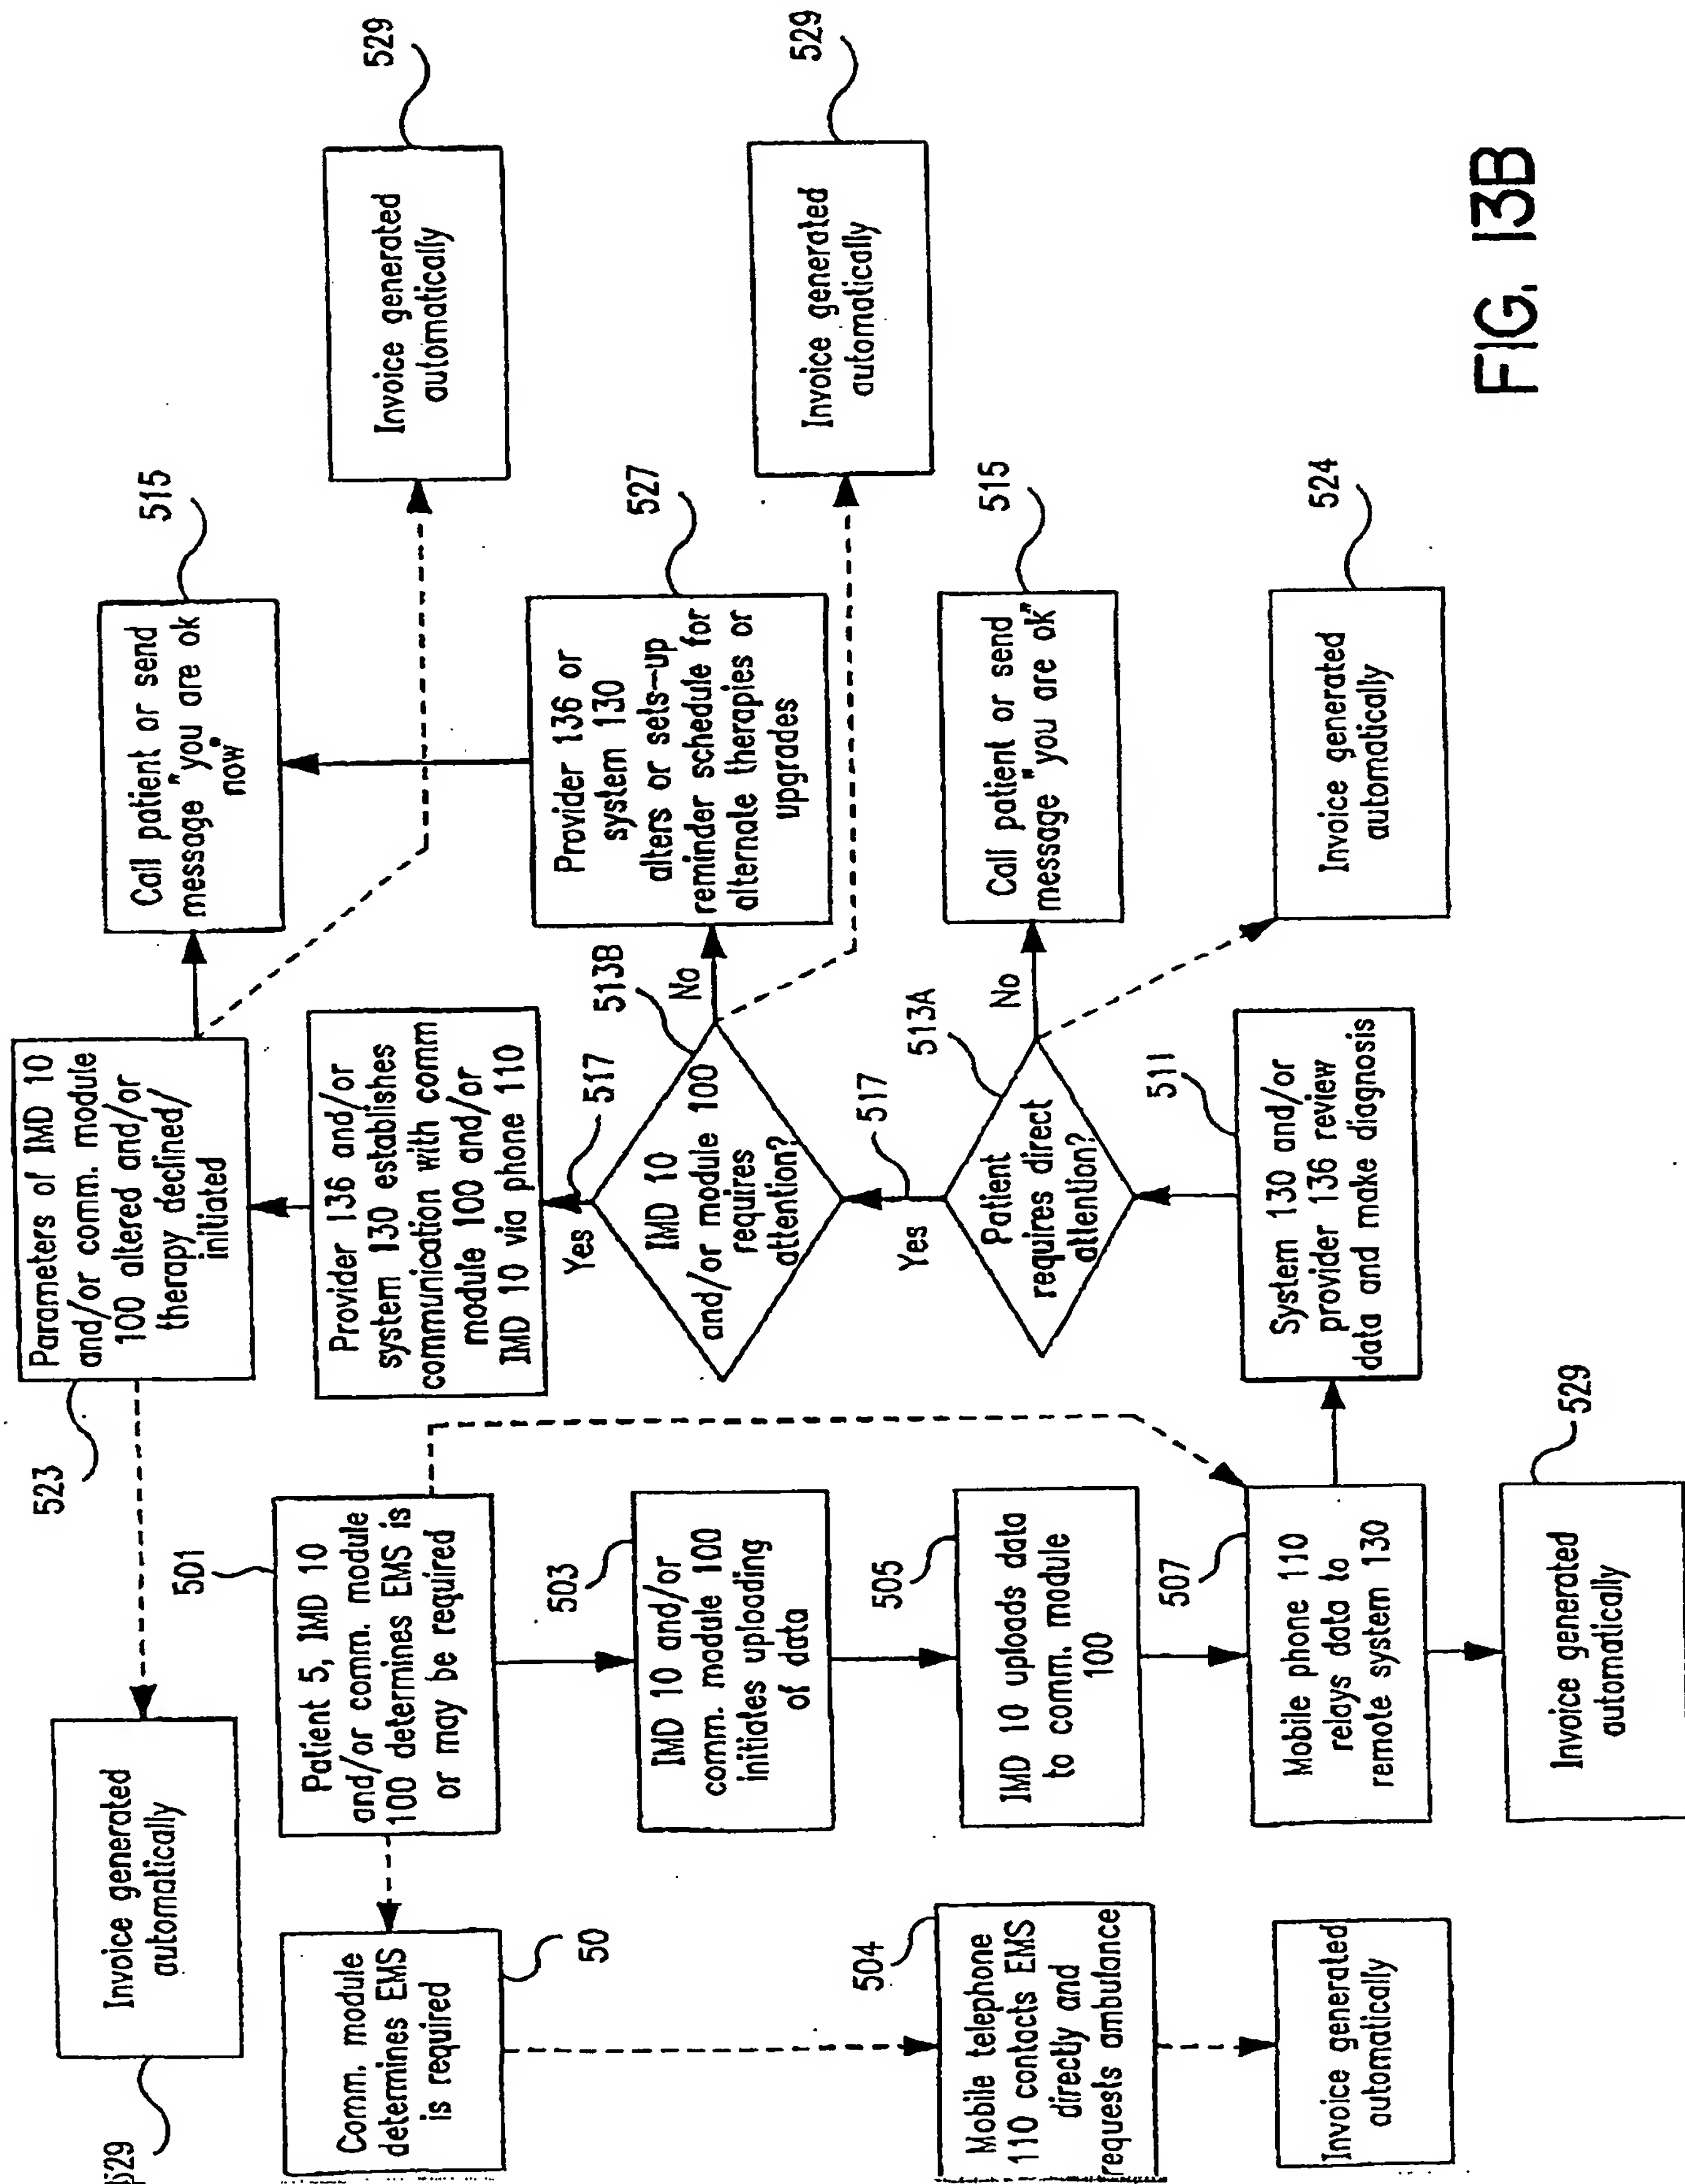 529
Invoice generated
automatically
523
Parameters of IMD 10
and/or comm. module
100 altered and/or
therapy declined/
initiated
Call patient or send
message "you are ok
now"
515
Invoice generated
automatically
529
Comm. module
determines EMS
is required
50
501
Patient 5, IMD 10
and/or comm. module
100 determines EMS is
or may be required
Provider 136 and/or
system 130 establishes
communication with comm
module 100 and/or
IMD 10 via phone 110
Yes
517
503
IMD 10 and/or
comm. module 100
initiates uploading
of data
IMD 10
and/or module 100
requires
attention?
513B
No
Provider 136 or
system 130
alters or sets-up
reminder schedule for
alternate therapies or
upgrades
527
Invoice generated
automatically
529
504
Mobile telephone
110 contacts EMS
directly and
requests ambulance
505
IMD 10 uploads data
to comm. module
100
Yes
517
Patient
requires direct
attention?
513A
No
Call patient or send
message "you are ok"
515
Invoice generated
automatically
507
Mobile phone 110
relays data to
remote system 130
System 130 and/or
provider 136 review
data and make diagnosis
511
Invoice generated
automatically
524
Invoice generated
automatically
529
FIG. 13B